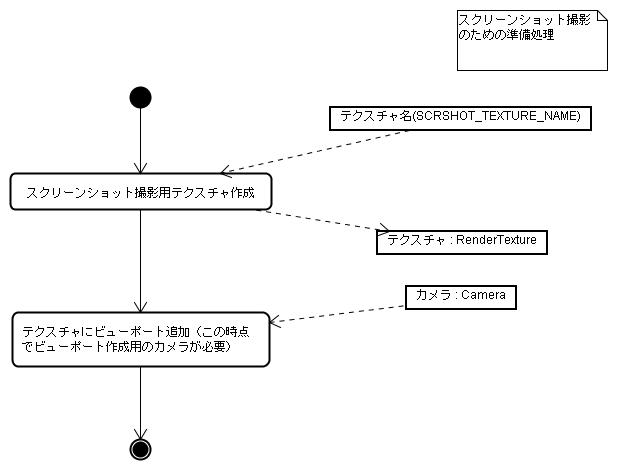 スクリーンショット撮影
のための準備処理
テクスチャ名(SCRSHOT_TEXTURE_NAME)
スクリーンショット撮影用テクスチャ作成
テクスチャ : RenderTexture
カメラ : Camera
テクスチャにビューポート追加（この時点
でビューポート作成用のカメラが必要）